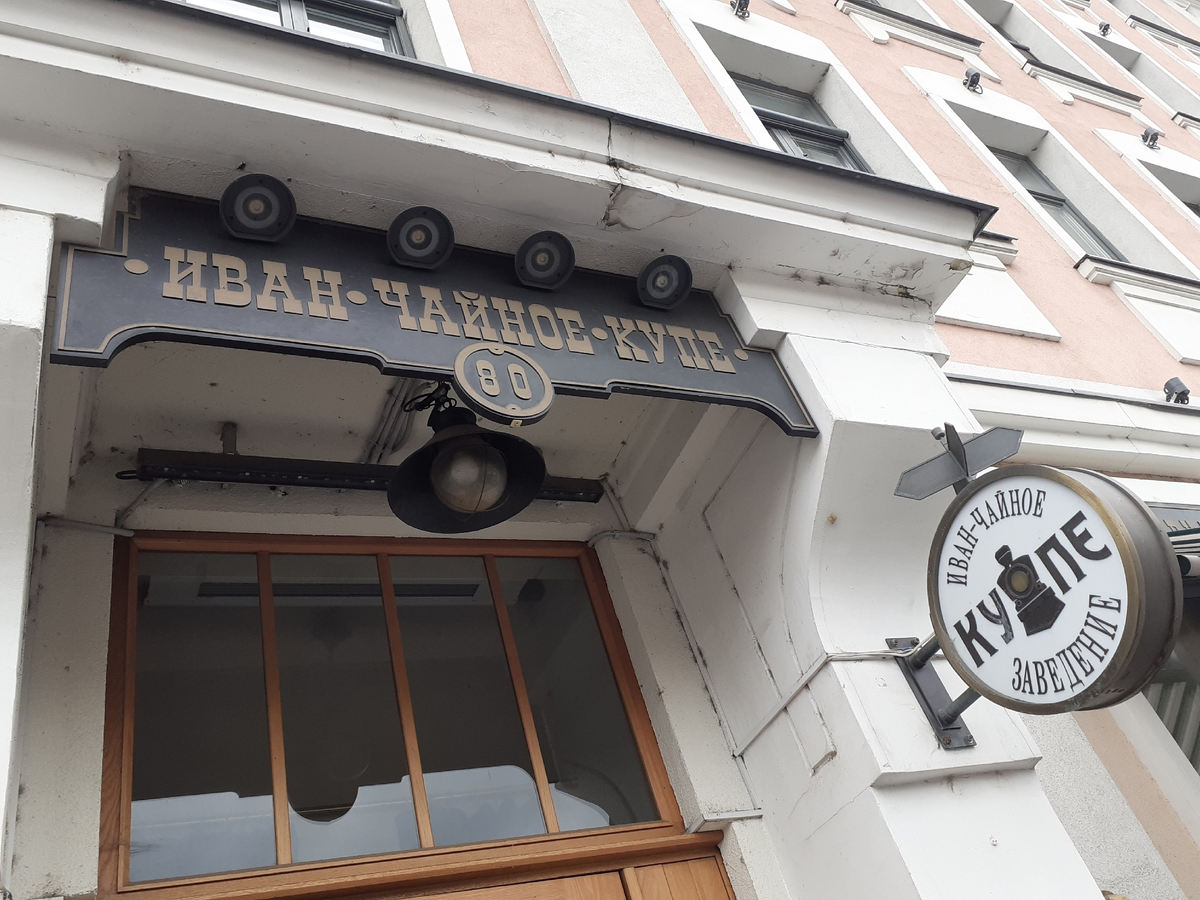 ИВАН•ЧАЙНОЕ•КУПЕ•
80
ИВАН-ЧАЙНОЕ
КУПЕ
ЗАВЕДЕНИЕ